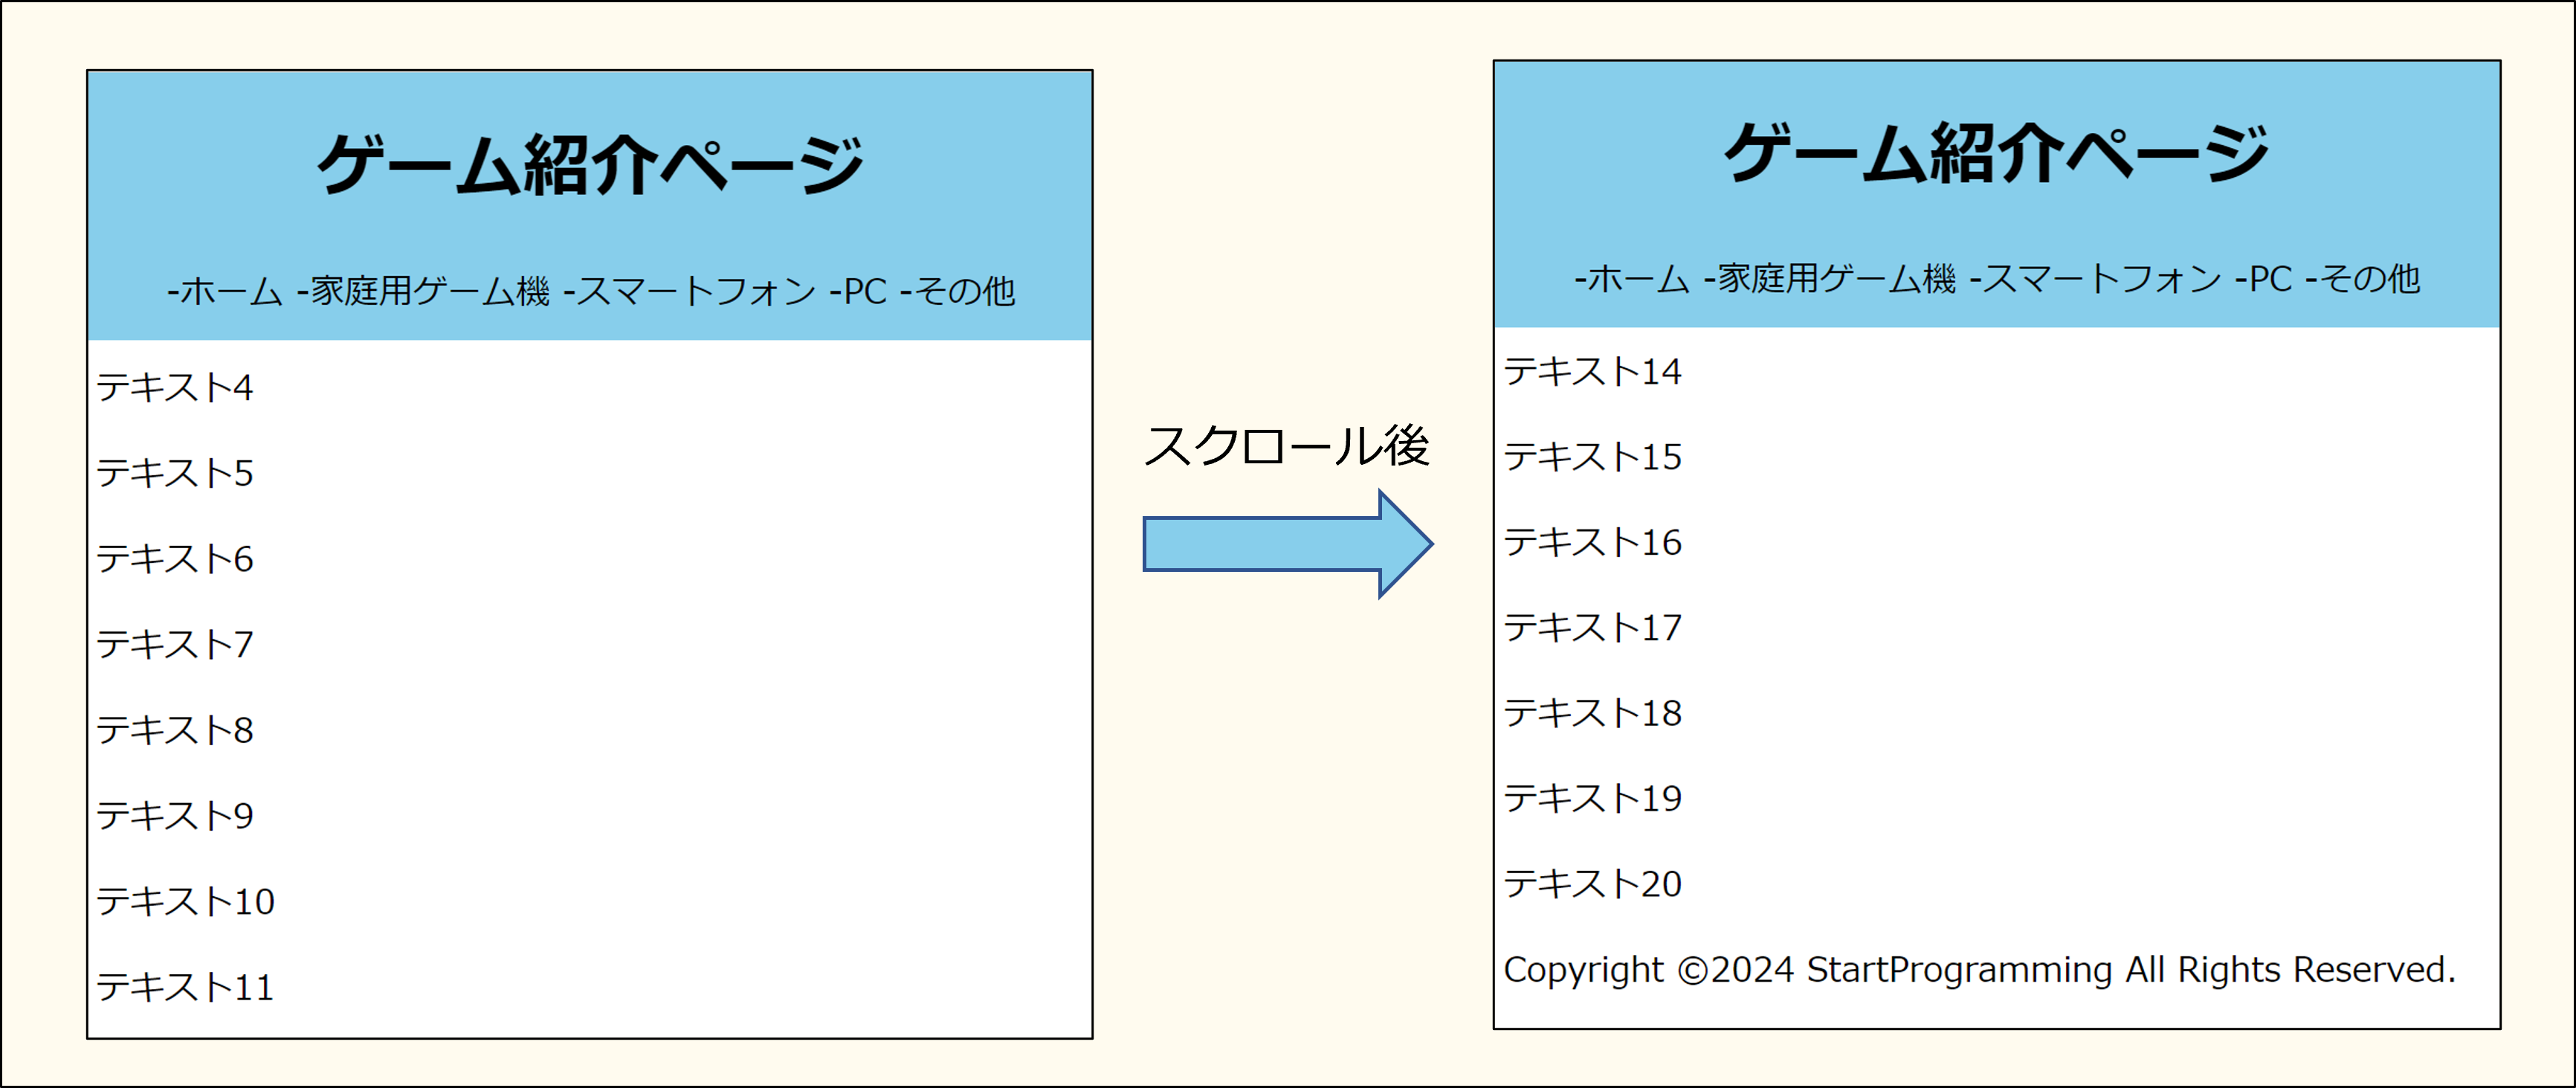 ゲーム紹介ページ
-ホーム -家庭用ゲーム機 -スマートフォン -PC -その他
テキスト4
テキスト5
テキスト6
テキスト7
テキスト8
テキスト9
テキスト10
テキスト11
スクロール後
ゲーム紹介ページ
-ホーム -家庭用ゲーム機 -スマートフォン -PC -その他
テキスト14
テキスト15
テキスト16
テキスト17
テキスト18
テキスト19
テキスト20
Copyright ©2024 StartProgramming All Rights Reserved.